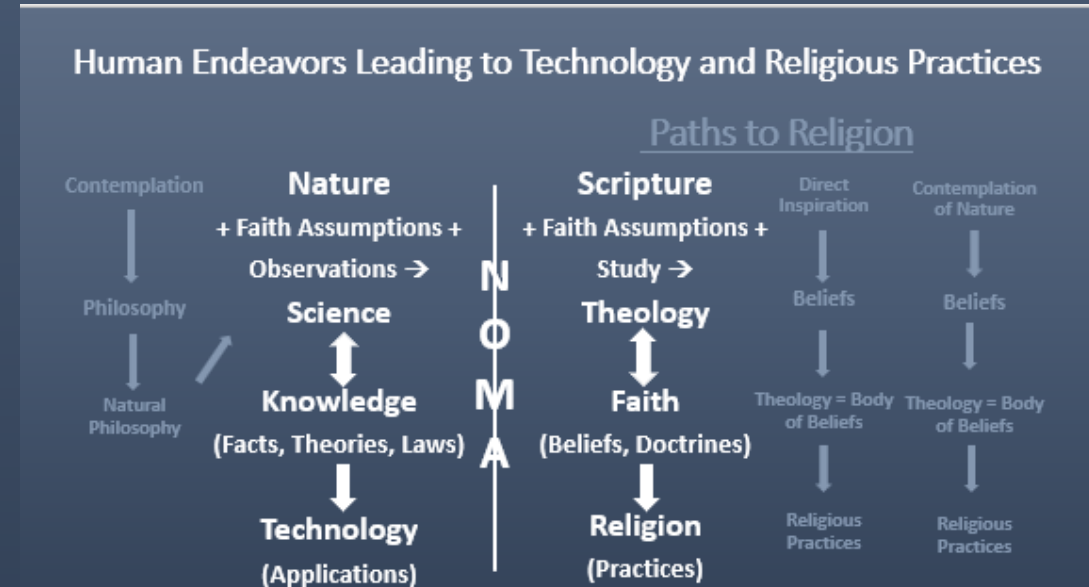 Human Endeavors Leading to Technology and Religious Practices
Paths to Religion
Contemplation
Philosophy
Natural
Philosophy
Nature
+ Faith Assumptions +
Observations →
Science
Knowledge
(Facts, Theories, Laws)
Technology
(Applications)
N
O
M
A
Scripture
+ Faith Assumptions +
Study →
Theology
Faith
(Beliefs, Doctrines)
Religion
(Practices)
Direct
Inspiration
Beliefs
Theology = Body
of Beliefs
Religious
Practices
Contemplation
of Nature
Beliefs
Theology = Body
of Beliefs
Religious
Practices